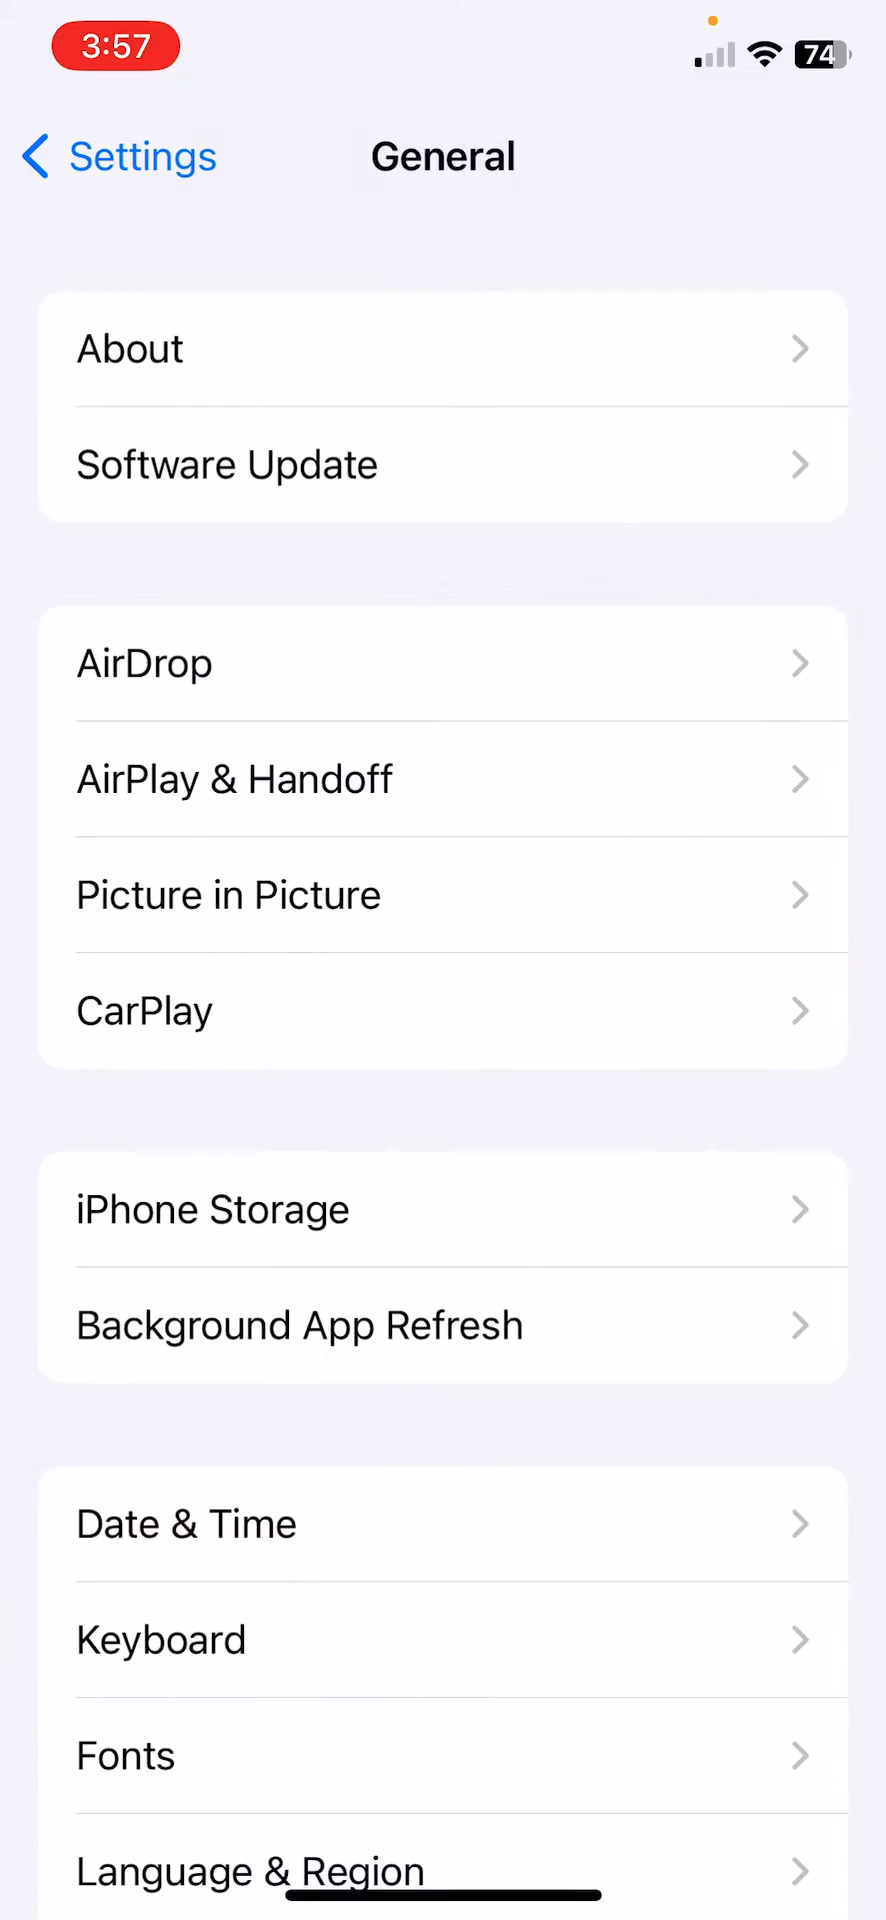 3:57
74
Settings
General
About
Software Update
AirDrop
AirPlay & Handoff
Picture in Picture
CarPlay
iPhone Storage
Background App Refresh
Date & Time
Keyboard
Fonts
Language & Region